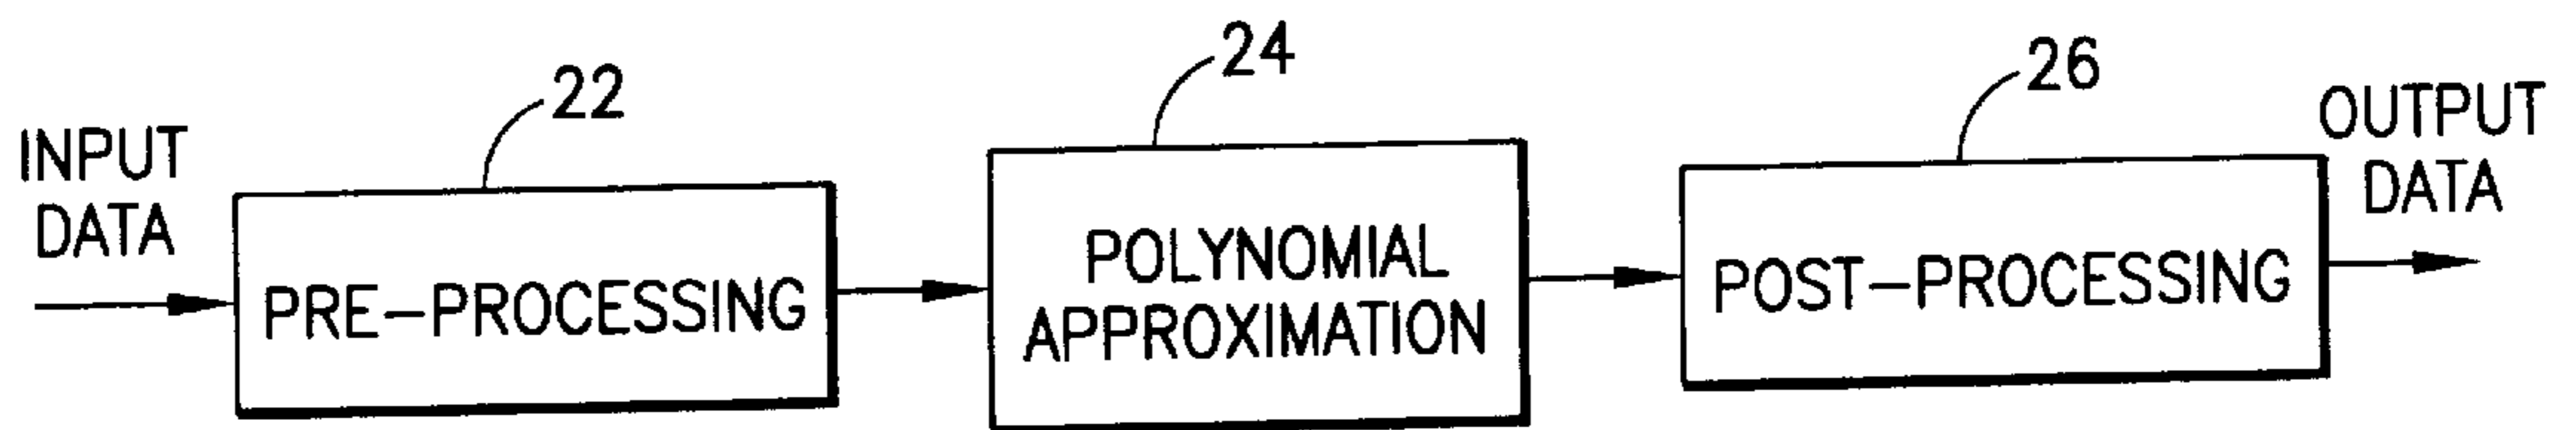 INPUT
DATA
22
PRE-PROCESSING
24
POLYNOMIAL
APPROXIMATION
26
POST-PROCESSING
OUTPUT
DATA